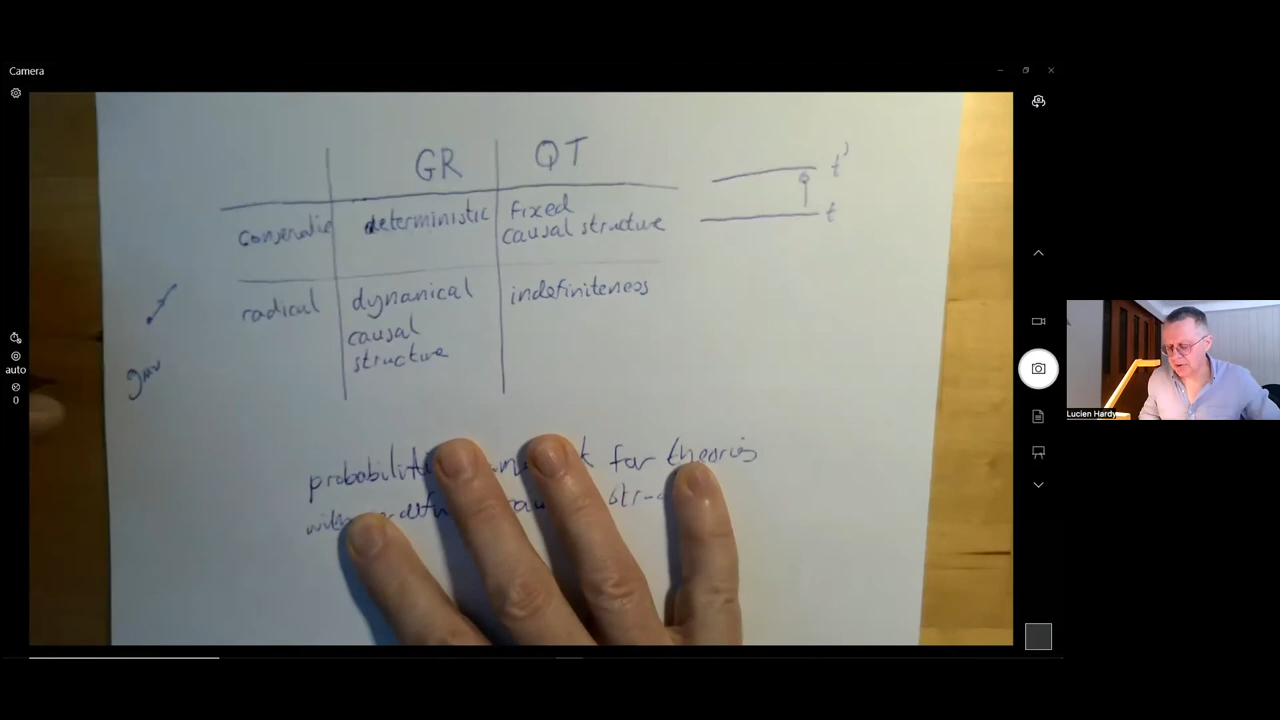 Camera
GR QT t'
conservative deterministic fixed
causal structure t
radical dynamical indefiniteness
causal
structure
auto
0
gμν
Lucien Hardy
for theories